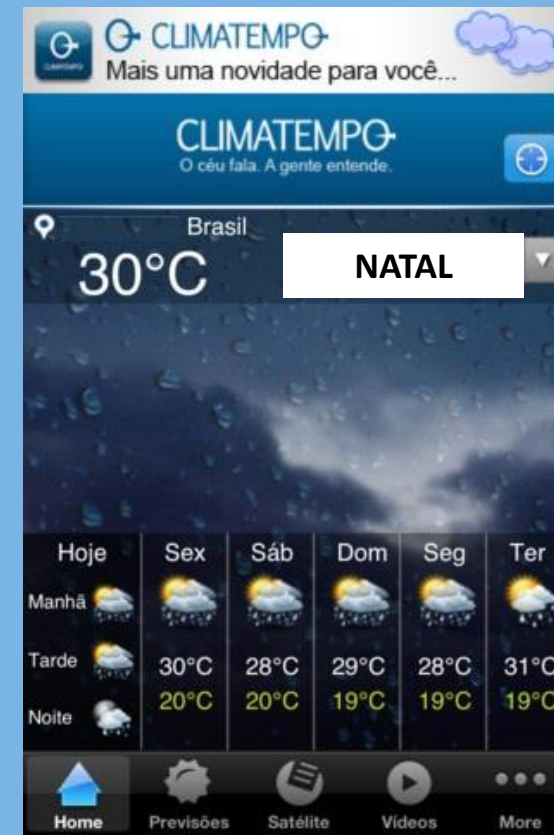 CLIMATEMPO
Mais uma novidade para você...
CLIMATEMPO
O céu fala. A gente entende.
Brasil
30°C
NATAL
Hoje Sex Sáb Dom Seg Ter
Manhã
Tarde 30°C 28°C 29°C 28°C 31°C
20°C 20°C 19°C 19°C 19°C
Noite
Home Previsões Satélite Vídeos More